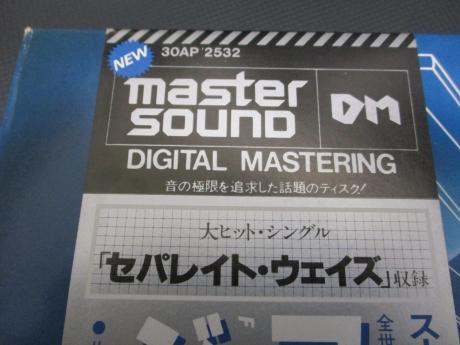 NEW
30AP 2532
master
sound
DM
DIGITAL MASTERING
音の極限を追求した話題のディスク!
大ヒット・シングル
「セパレイト・ウェイズ」収録
全世